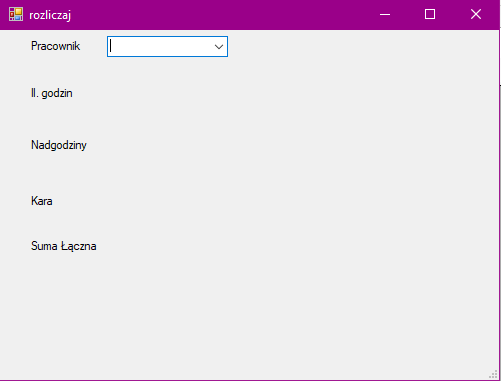 rozliczaj
Pracownik
Il. godzin
Nadgodziny
Kara
Suma Łączna